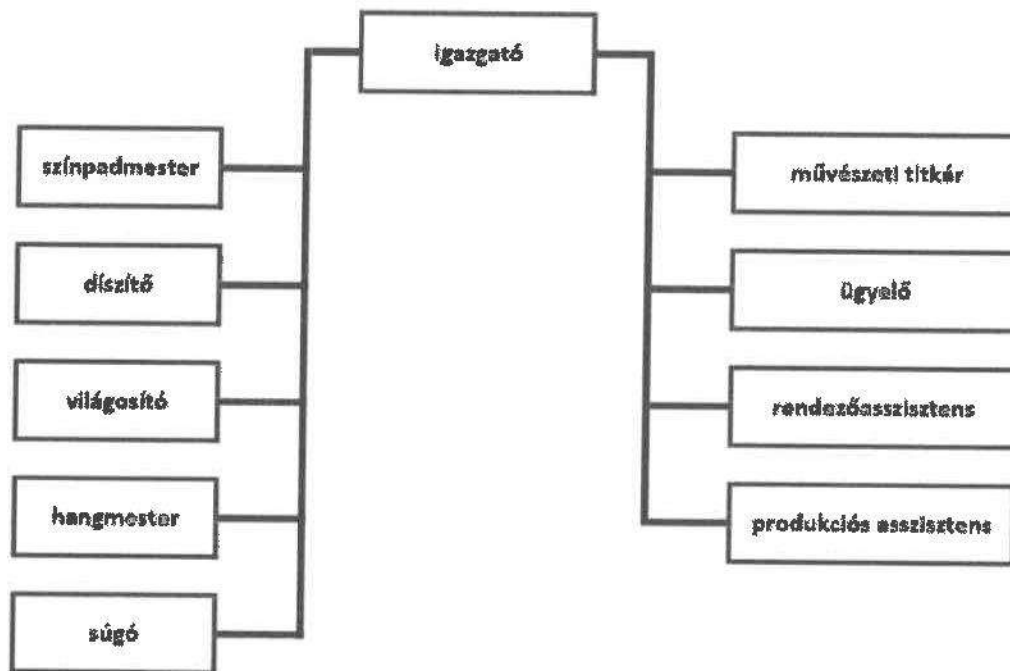 igazgató
színpadmester
díszítő
világosító
hangmester
súgó
művészeti titkár
ügyelő
rendezőasszisztens
produkciós asszisztens